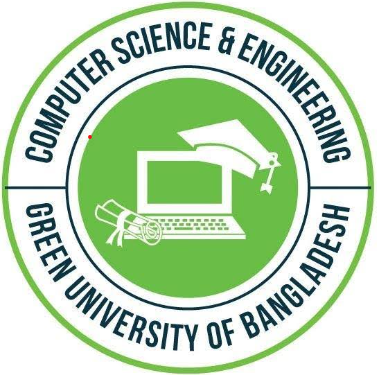 COMPUTER SCIENCE & ENGINEERING
GREEN UNIVERSITY OF BANGLADESH